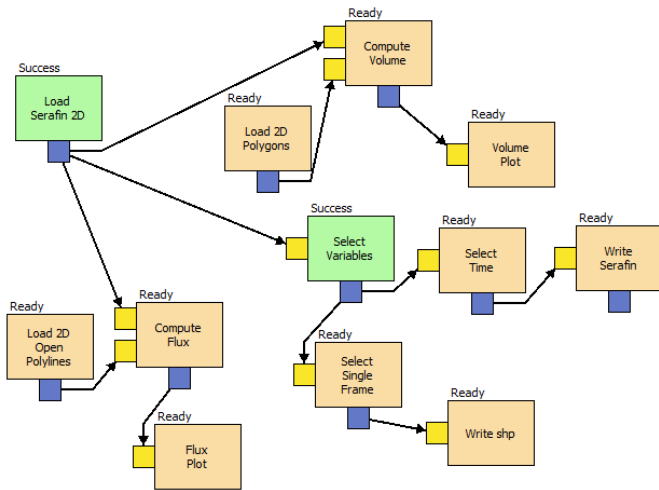 Ready
Compute
Volume
Success
Load
Serafin 2D
Ready
Load 2D
Polygons
Ready
Volume
Plot
Success
Select
Variables
Ready
Select
Time
Ready
Write
Serafin
Ready
Load 2D
Open
Polylines
Ready
Compute
Flux
Ready
Select
Single
Frame
Ready
Write shp
Ready
Flux
Plot